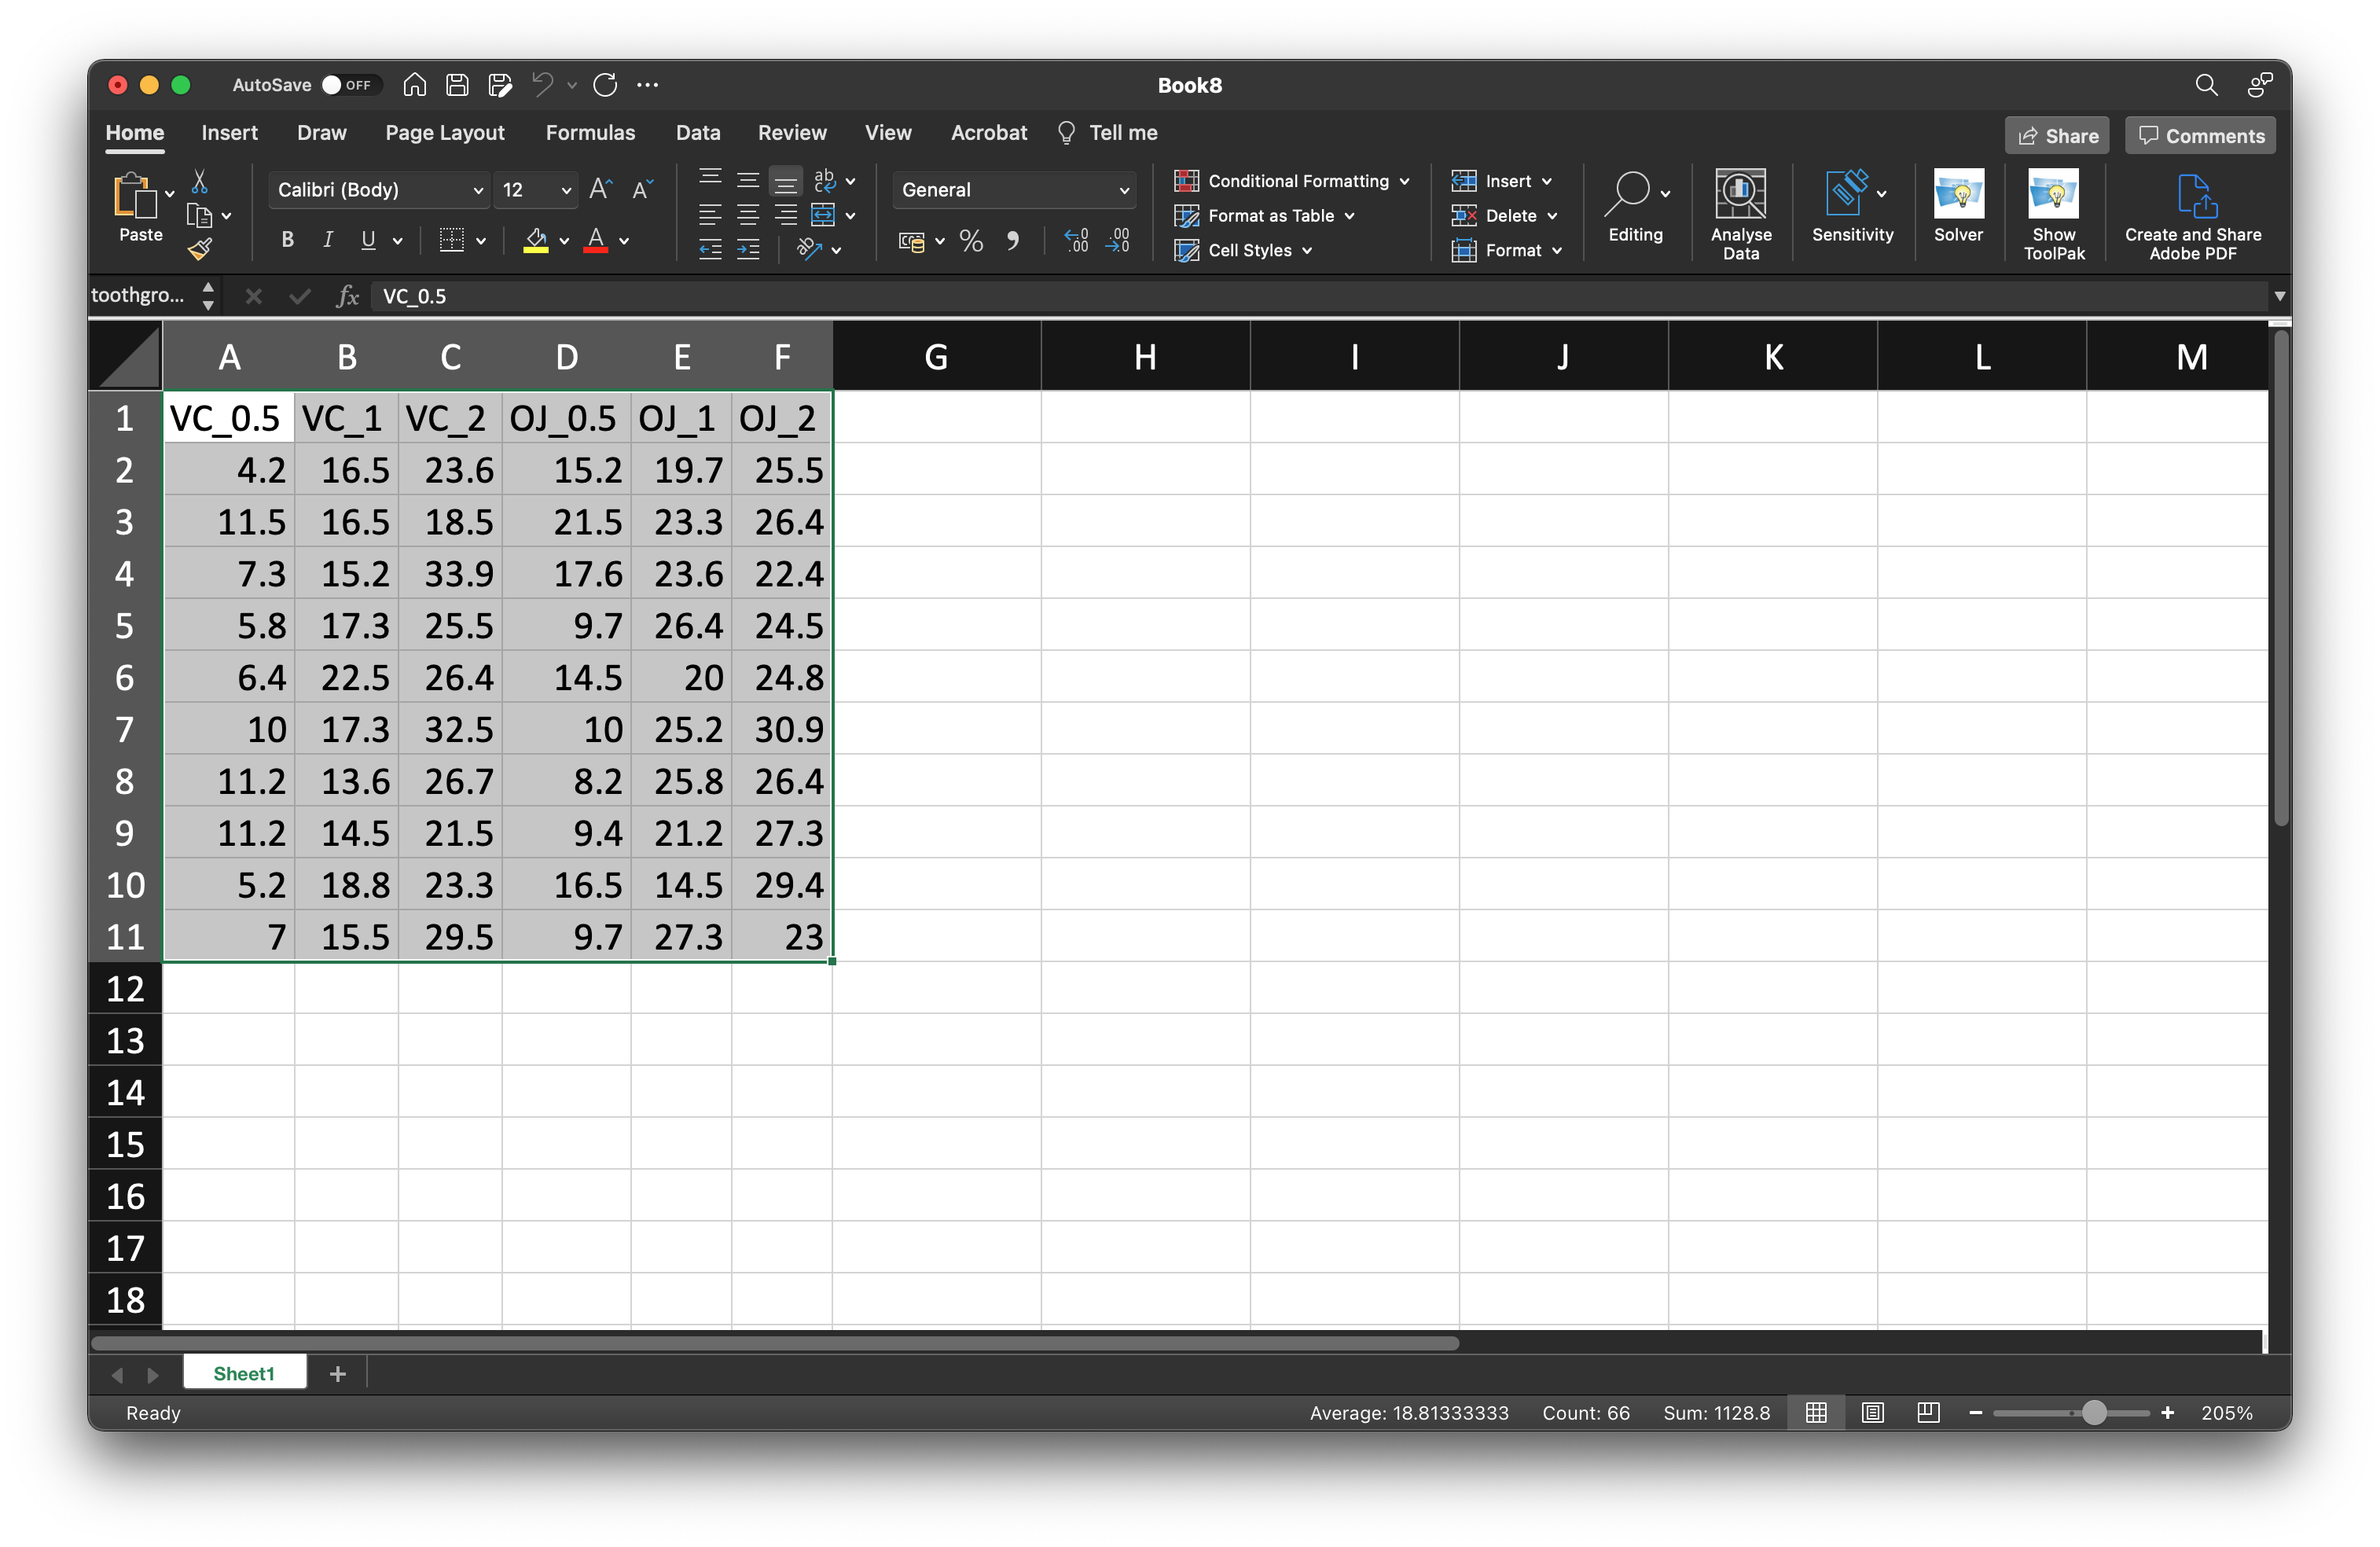 AutoSave OFF Book8
Home Insert Draw Page Layout Formulas Data Review View Acrobat Tell me Share Comments
Paste Calibri (Body) 12 General Conditional Formatting Format as Table Cell Styles Insert Delete Format Editing Analyse Data Sensitivity Solver Show ToolPak Create and Share Adobe PDF
toothgro... fx VC_0.5
A B C D E F G H I J K L M
1 VC_0.5 VC_1 VC_2 OJ_0.5 OJ_1 OJ_2
2 4.2 16.5 23.6 15.2 19.7 25.5
3 11.5 16.5 18.5 21.5 23.3 26.4
4 7.3 15.2 33.9 17.6 23.6 22.4
5 5.8 17.3 25.5 9.7 26.4 24.5
6 6.4 22.5 26.4 14.5 20 24.8
7 10 17.3 32.5 10 25.2 30.9
8 11.2 13.6 26.7 8.2 25.8 26.4
9 11.2 14.5 21.5 9.4 21.2 27.3
10 5.2 18.8 23.3 16.5 14.5 29.4
11 7 15.5 29.5 9.7 27.3 23
12
13
14
15
16
17
18
Sheet1 +
Ready Average: 18.81333333 Count: 66 Sum: 1128.8 205%